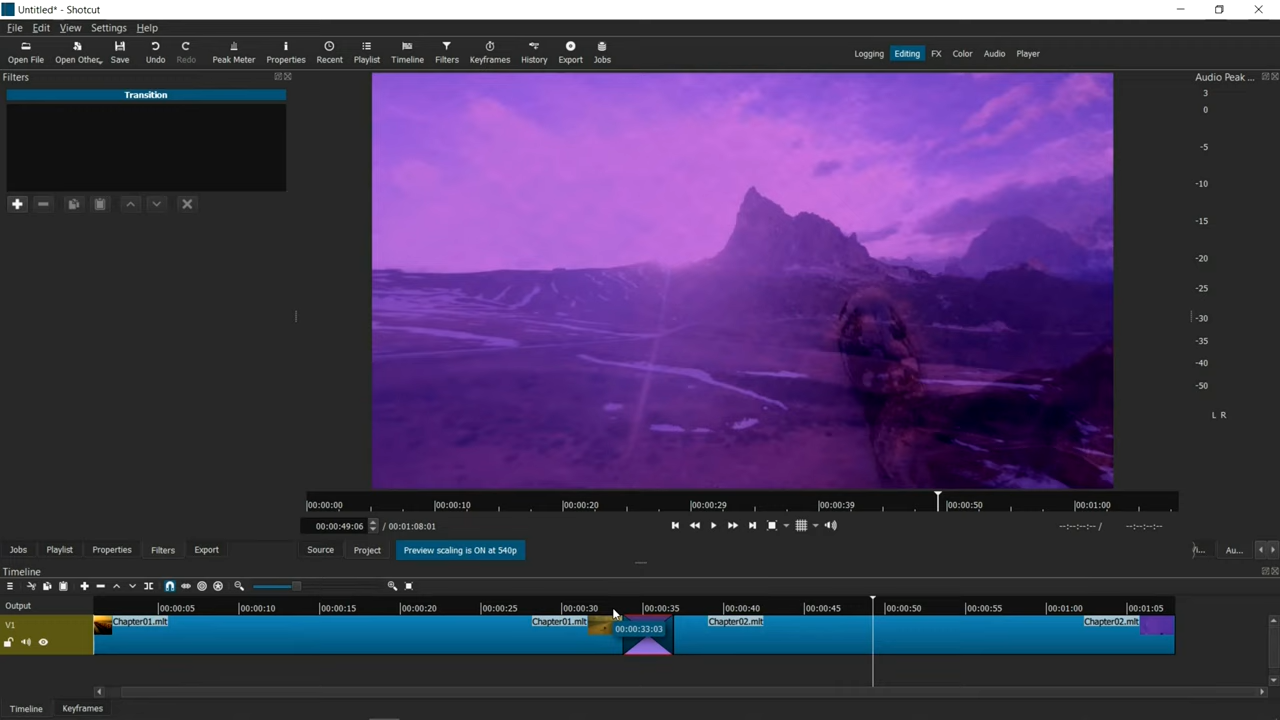 Untitled* - Shotcut
File Edit View Settings Help
Open File Open Other Save Undo Redo Peak Meter Properties Recent Playlist Timeline Filters Keyframes History Export Jobs
Logging Editing FX Color Audio Player
Filters
Audio Peak ...
Transition
3
0
-5
-10
-15
-20
-25
-30
-35
-40
-50
L R
00:00:00 00:00:10 00:00:20 00:00:29 00:00:39 00:00:50 00:01:00
00:00:49:06 / 00:01:08:01
--:--:--:-- / --:--:--:--
Jobs Playlist Properties Filters Export
Source Project Preview scaling is ON at 540p
Au...
Timeline
Output
00:00:05 00:00:10 00:00:15 00:00:20 00:00:25 00:00:30 00:00:35 00:00:40 00:00:45 00:00:50 00:00:55 00:01:00 00:01:05
V1
Chapter01.mlt Chapter01.mlt Chapter02.mlt Chapter02.mlt
00:00:33:03
Timeline Keyframes